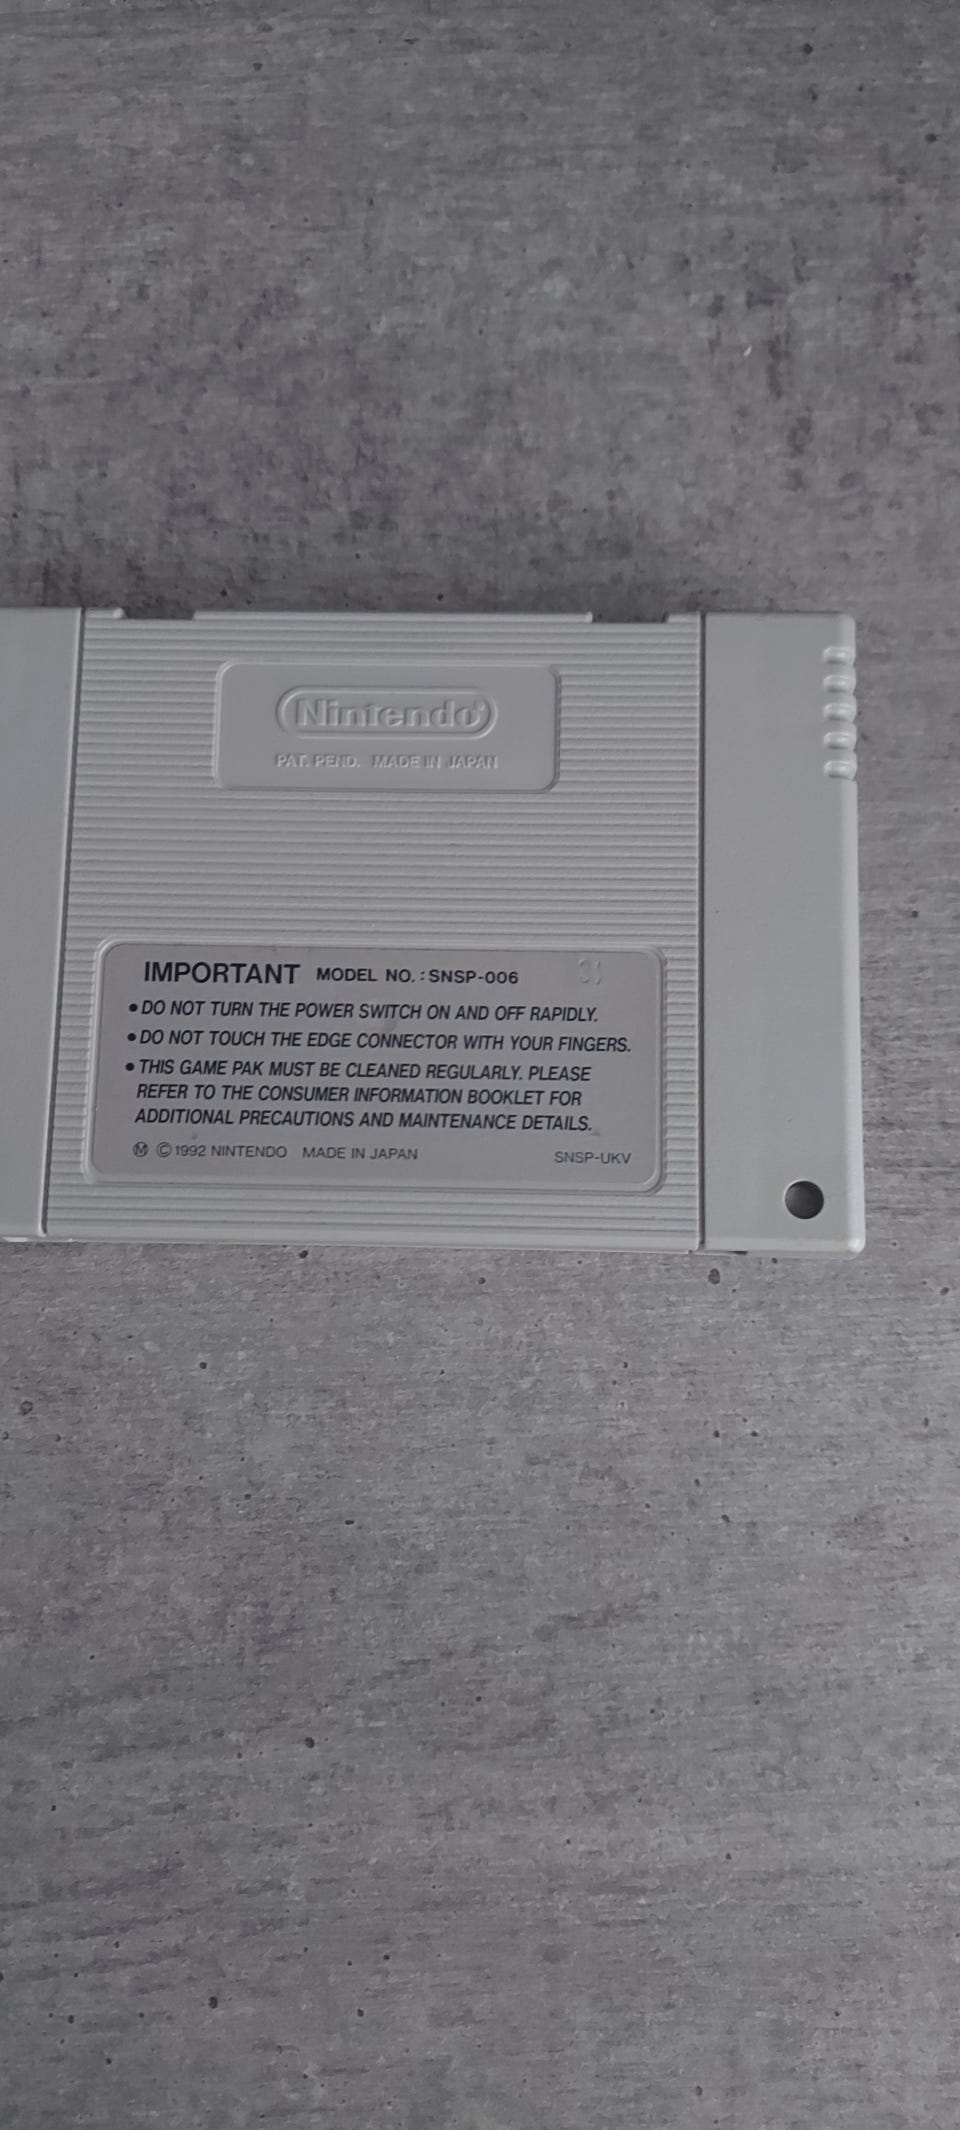 Nintendo
PAT. PEND. MADE IN JAPAN
IMPORTANT MODEL NO. : SNSP-006
• DO NOT TURN THE POWER SWITCH ON AND OFF RAPIDLY.
• DO NOT TOUCH THE EDGE CONNECTOR WITH YOUR FINGERS.
• THIS GAME PAK MUST BE CLEANED REGULARLY. PLEASE
REFER TO THE CONSUMER INFORMATION BOOKLET FOR
ADDITIONAL PRECAUTIONS AND MAINTENANCE DETAILS.
Ⓜ ©1992 NINTENDO MADE IN JAPAN SNSP-UKV